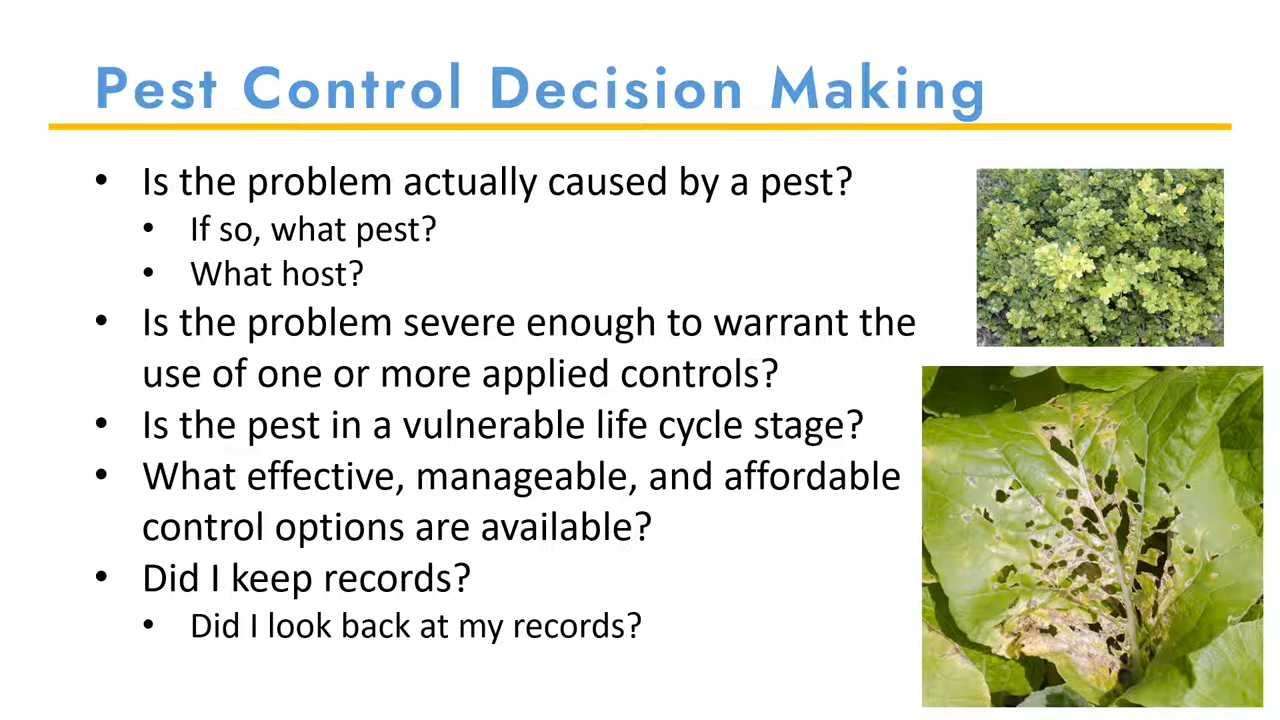 Pest Control Decision Making
• Is the problem actually caused by a pest?
• If so, what pest?
• What host?
• Is the problem severe enough to warrant the
use of one or more applied controls?
• Is the pest in a vulnerable life cycle stage?
• What effective, manageable, and affordable
control options are available?
• Did I keep records?
• Did I look back at my records?